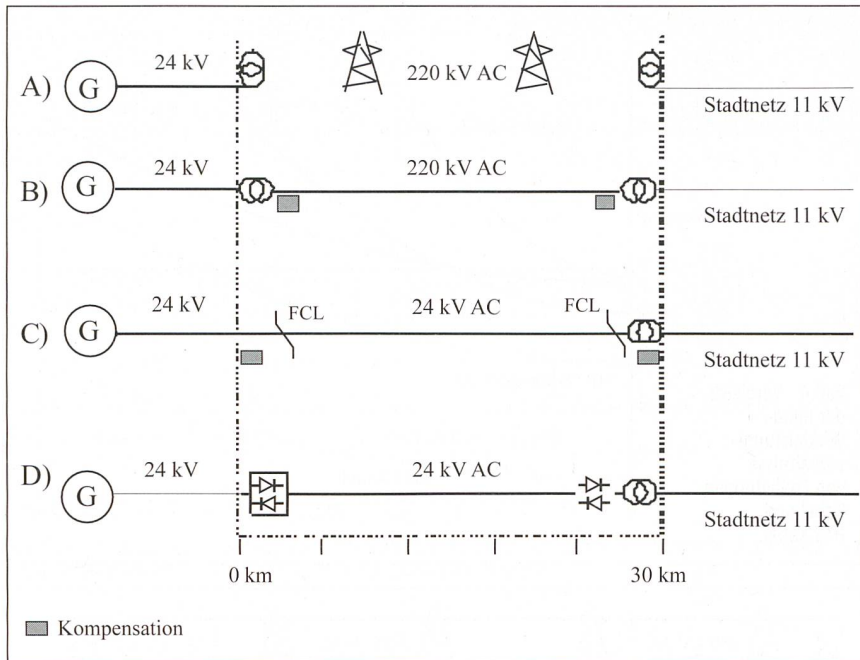 24 kV
A) G 220 kV AC
Stadtnetz 11 kV
24 kV 220 kV AC
B) G
Stadtnetz 11 kV
24 kV FCL 24 kV AC FCL
C) G
Stadtnetz 11 kV
24 kV 24 kV AC
D) G
Stadtnetz 11 kV
0 km 30 km
Kompensation